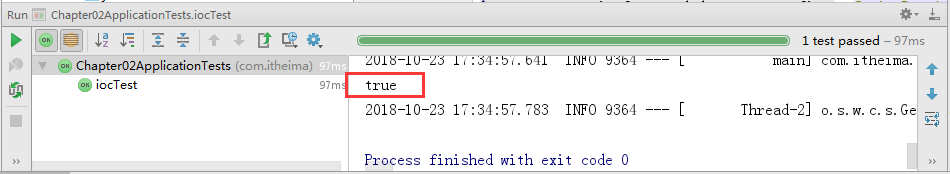 Run Chapter02ApplicationTests.iocTest
1 test passed – 97ms
Chapter02ApplicationTests (com.itheima) 97ms
iocTest 97ms
2018-10-23 17:34:57.641 INFO 9364 --- [ main] com.itheima.
true
2018-10-23 17:34:57.783 INFO 9364 --- [ Thread-2] o.s.w.c.s.Ge
Process finished with exit code 0